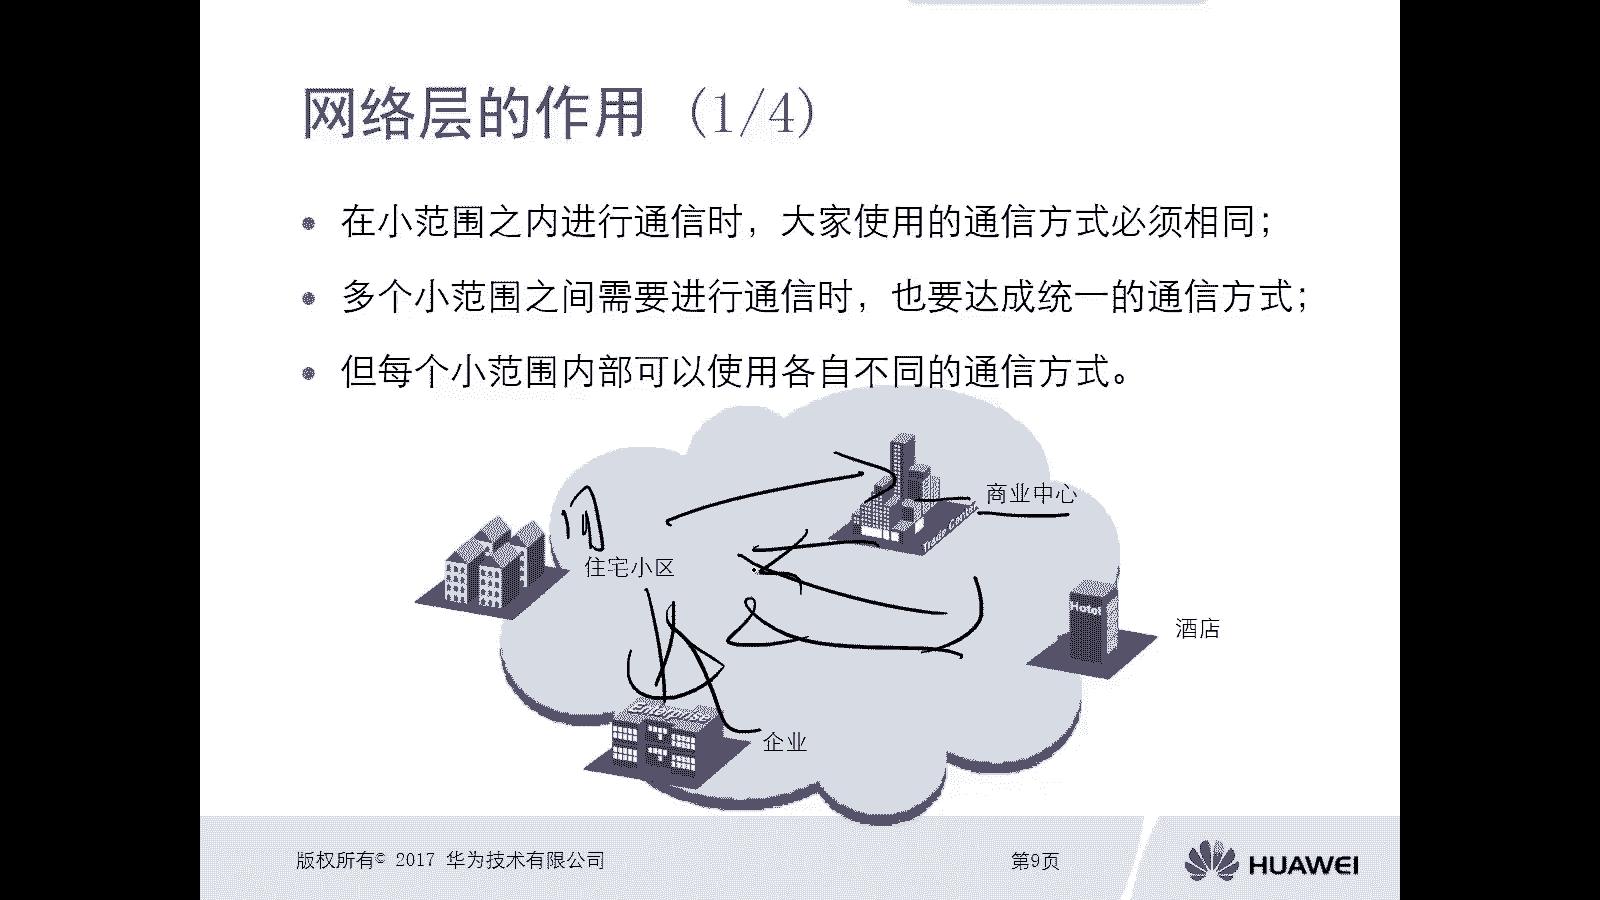 网络层的作用 (1/4)
在小范围之内进行通信时，大家使用的通信方式必须相同；
多个小范围之间需要进行通信时，也要达成统一的通信方式；
但每个小范围内部可以使用各自不同的通信方式。
商业中心
Trade Center
住宅小区
Hotel
酒店
Enterprise
企业
版权所有© 2017 华为技术有限公司
第9页
HUAWEI